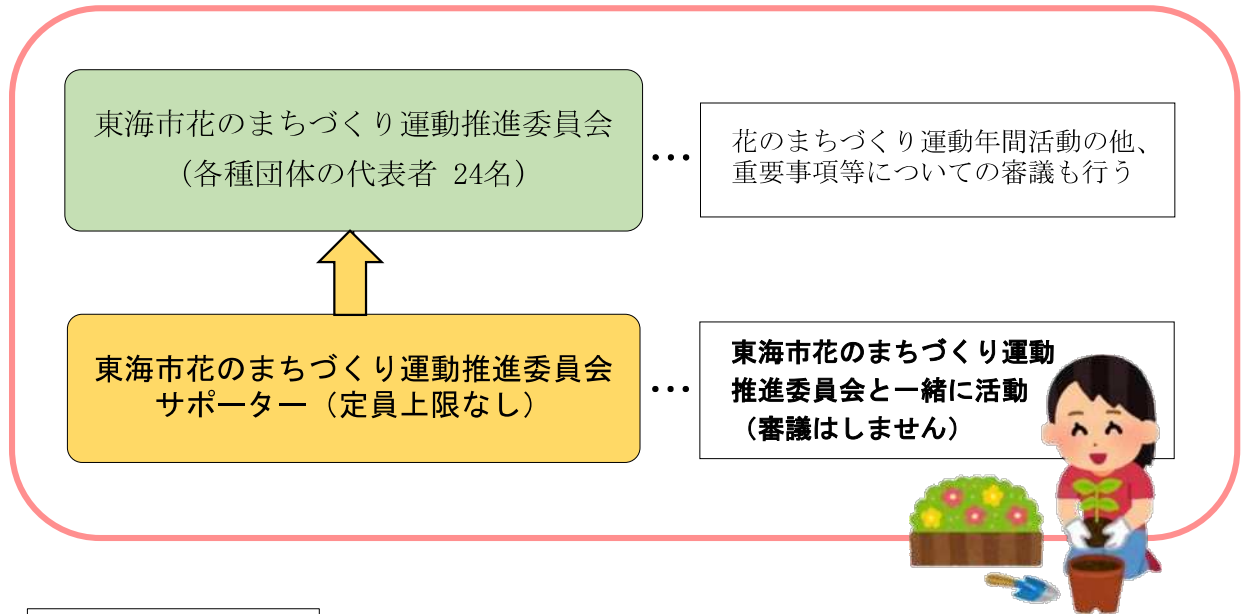 東海市花のまちづくり運動推進委員会
（各種団体の代表者 24名）
…
花のまちづくり運動年間活動の他、
重要事項等についての審議も行う
東海市花のまちづくり運動推進委員会
サポーター（定員上限なし）
…
東海市花のまちづくり運動
推進委員会と一緒に活動
（審議はしません）